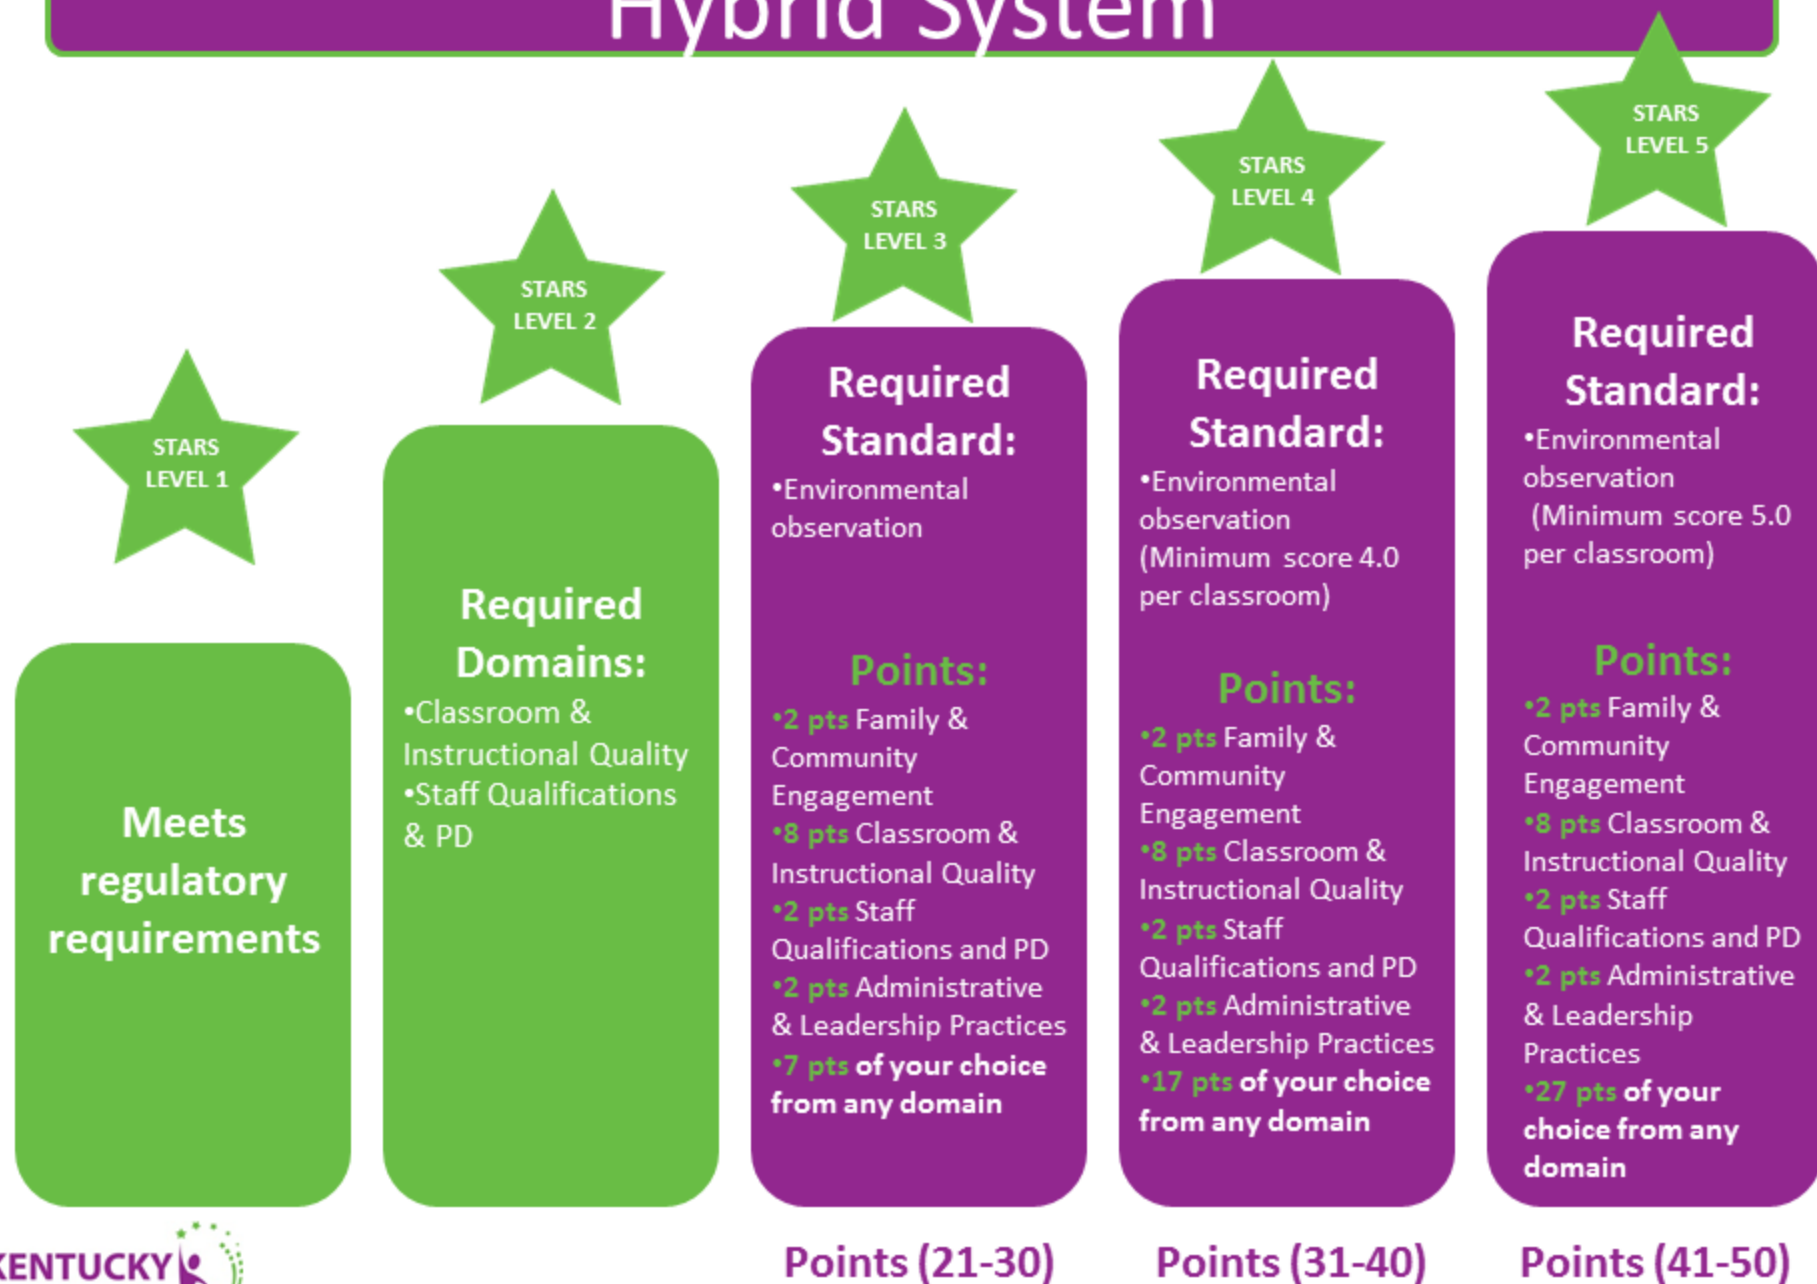 Hybrid System
STARS
LEVEL 1
Meets
regulatory
requirements
STARS
LEVEL 2
Required
Domains:
•Classroom &
Instructional Quality
•Staff Qualifications
& PD
STARS
LEVEL 3
Required
Standard:
•Environmental
observation
Points:
•2 pts Family &
Community
Engagement
•8 pts Classroom &
Instructional Quality
•2 pts Staff
Qualifications and PD
•2 pts Administrative
& Leadership Practices
•7 pts of your choice
from any domain
Points (21-30)
STARS
LEVEL 4
Required
Standard:
•Environmental
observation
(Minimum score 4.0
per classroom)
Points:
•2 pts Family &
Community
Engagement
•8 pts Classroom &
Instructional Quality
•2 pts Staff
Qualifications and PD
•2 pts Administrative
& Leadership Practices
•17 pts of your choice
from any domain
Points (31-40)
STARS
LEVEL 5
Required
Standard:
•Environmental
observation
(Minimum score 5.0
per classroom)
Points:
•2 pts Family &
Community
Engagement
•8 pts Classroom &
Instructional Quality
•2 pts Staff
Qualifications and PD
•2 pts Administrative
& Leadership
Practices
•27 pts of your
choice from any
domain
Points (41-50)
KENTUCKY